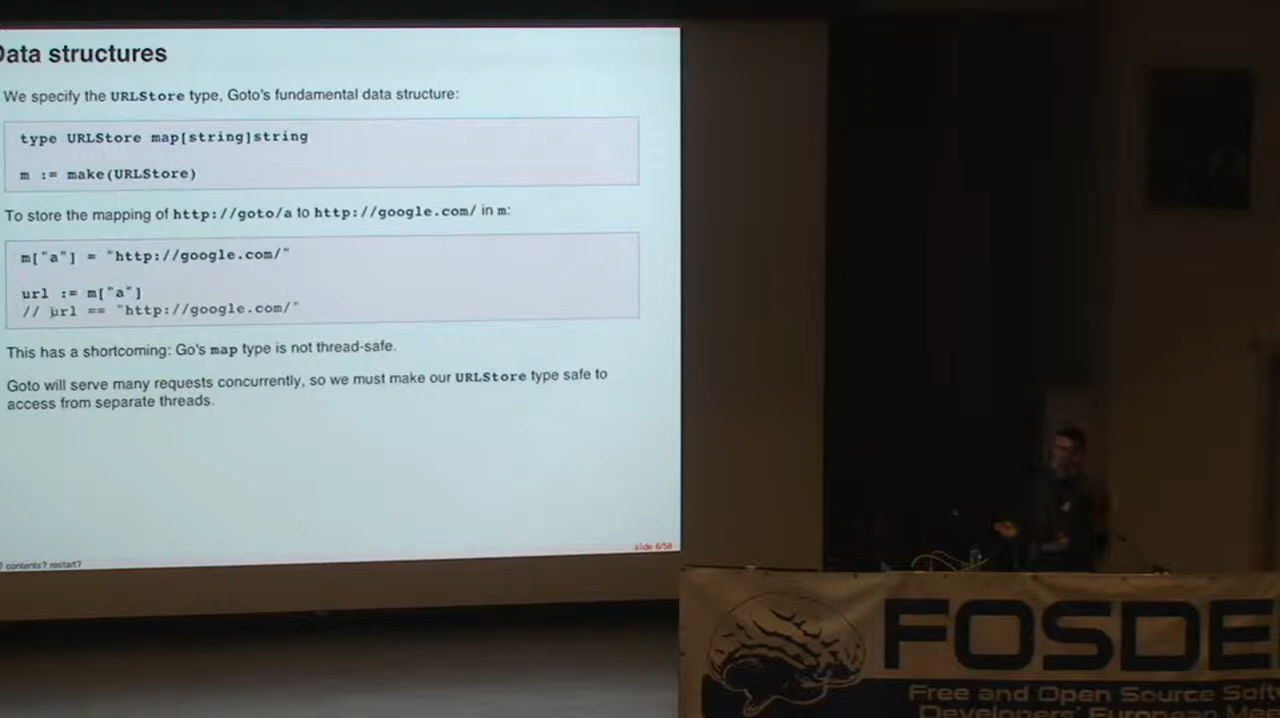 Data structures
We specify the URLStore type, Goto's fundamental data structure:
type URLStore map[string]string
m := make(URLStore)
To store the mapping of http://goto/a to http://google.com/ in m:
m["a"] = "http://google.com/"
url := m["a"]
// url == "http://google.com/"
This has a shortcoming: Go's map type is not thread-safe.
Goto will serve many requests concurrently, so we must make our URLStore type safe to
access from separate threads.
slide 6/58
contents? restart?
FOSDE
Free and Open Source Soft
Developers' European Mee